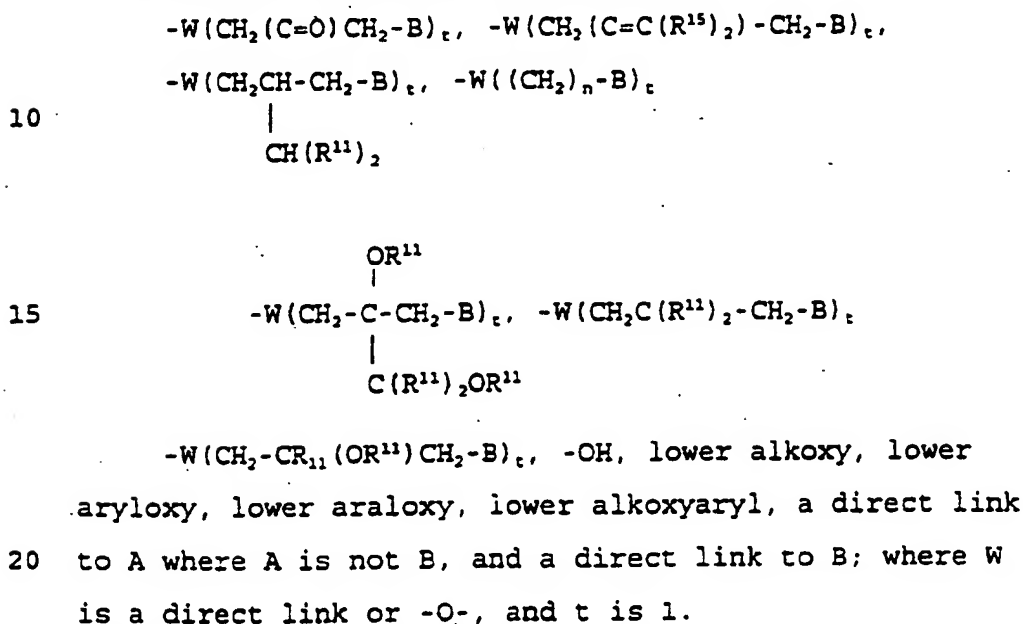 -W(CH₂(C=O)CH₂-B)ₜ, -W(CH₂(C=C(R¹⁵)₂)-CH₂-B)ₜ,
-W(CH₂CH-CH₂-B)ₜ, -W((CH₂)ₙ-B)ₜ
10 |
CH(R¹¹)₂
OR¹¹
|
15 -W(CH₂-C-CH₂-B)ₜ, -W(CH₂C(R¹¹)₂-CH₂-B)ₜ
|
C(R¹¹)₂OR¹¹
-W(CH₂-CR₁₁(OR¹¹)CH₂-B)ₜ, -OH, lower alkoxy, lower
aryloxy, lower araloxy, lower alkoxyaryl, a direct link
20 to A where A is not B, and a direct link to B; where W
is a direct link or -O-, and t is 1.